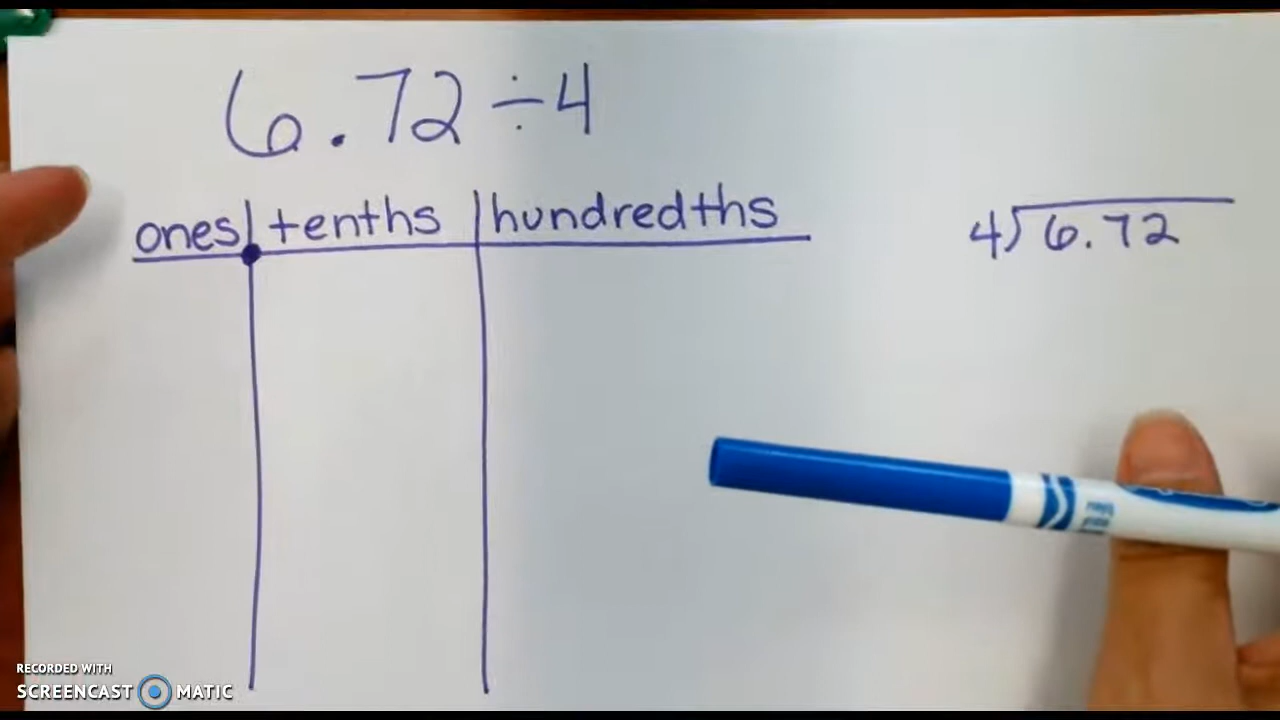 6.72 ÷ 4
ones tenths hundredths
4 6.72
RECORDED WITH
SCREENCAST MATIC